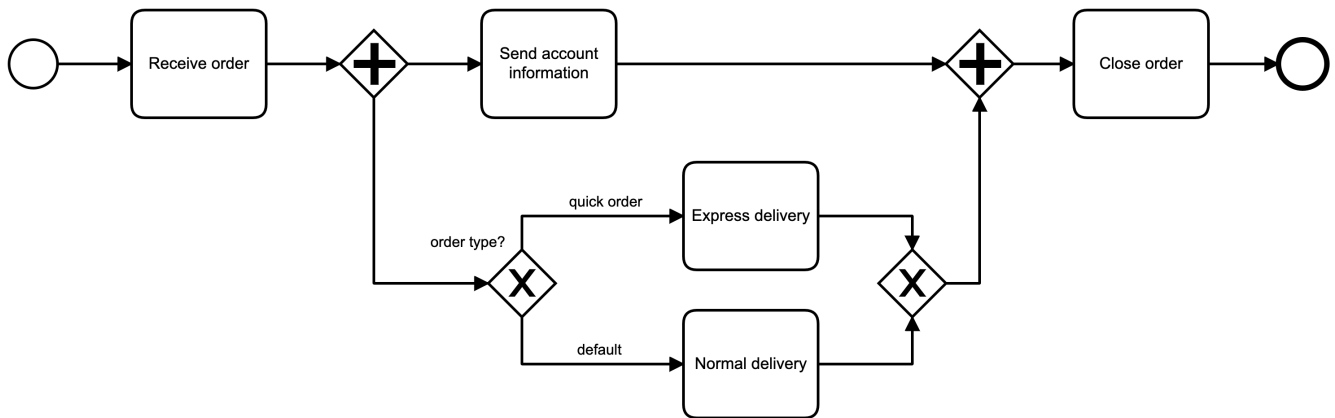 Receive order
Send account
information
Close order
quick order
Express delivery
order type?
default
Normal delivery